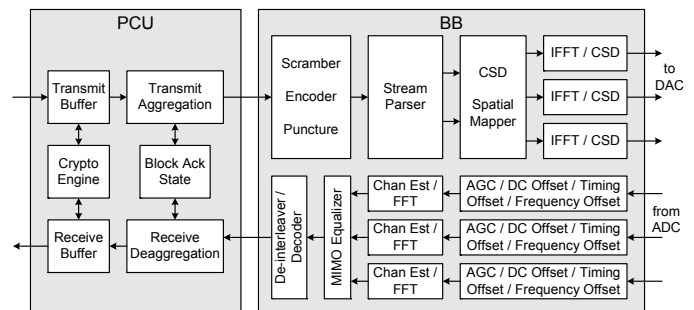 PCU
BB
Transmit
Buffer
Transmit
Aggregation
Crypto
Engine
Block Ack
State
Receive
Buffer
Receive
Deaggregation
Scramber
Encoder
Puncture
Stream
Parser
CSD
Spatial
Mapper
IFFT / CSD
IFFT / CSD
IFFT / CSD
to
DAC
De-interleaver /
Decoder
MIMO Equalizer
Chan Est /
FFT
AGC / DC Offset / Timing
Offset / Frequency Offset
Chan Est /
FFT
AGC / DC Offset / Timing
Offset / Frequency Offset
Chan Est /
FFT
AGC / DC Offset / Timing
Offset / Frequency Offset
from
ADC